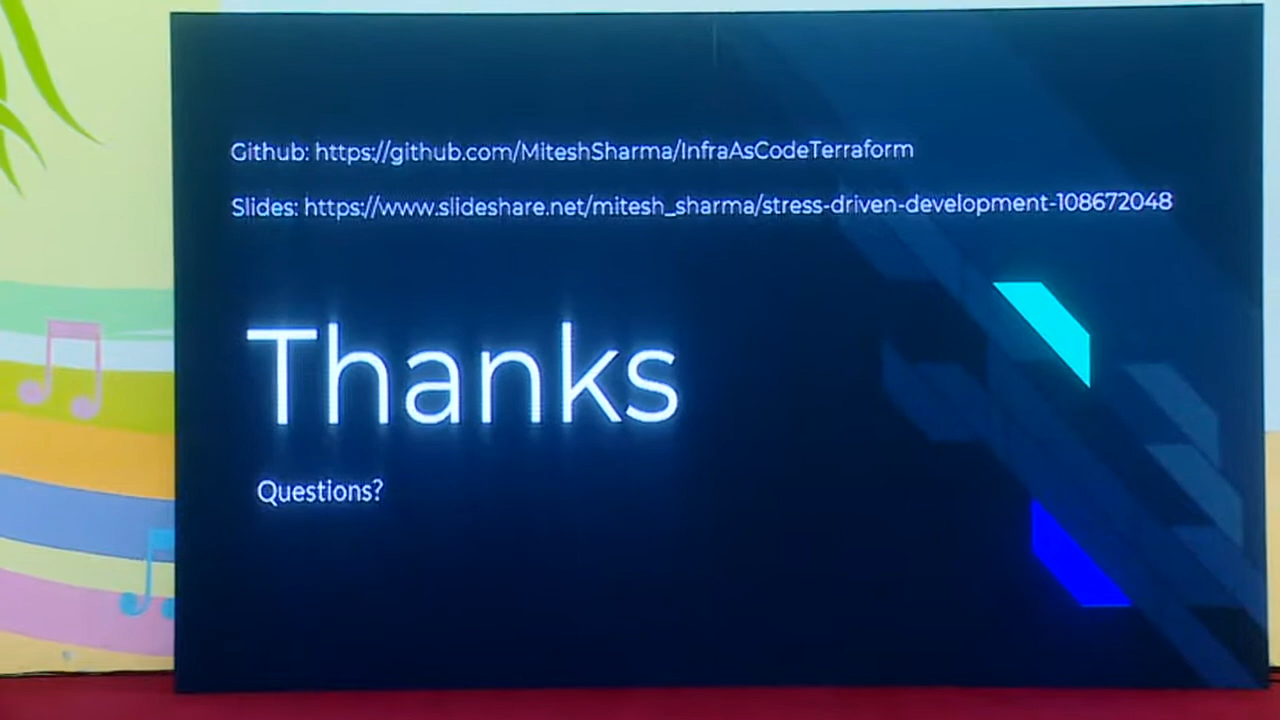 Github: https://github.com/MiteshSharma/InfraAsCodeTerraform
Slides: https://www.slideshare.net/mitesh_sharma/stress-driven-development-108672048
Thanks
Questions?